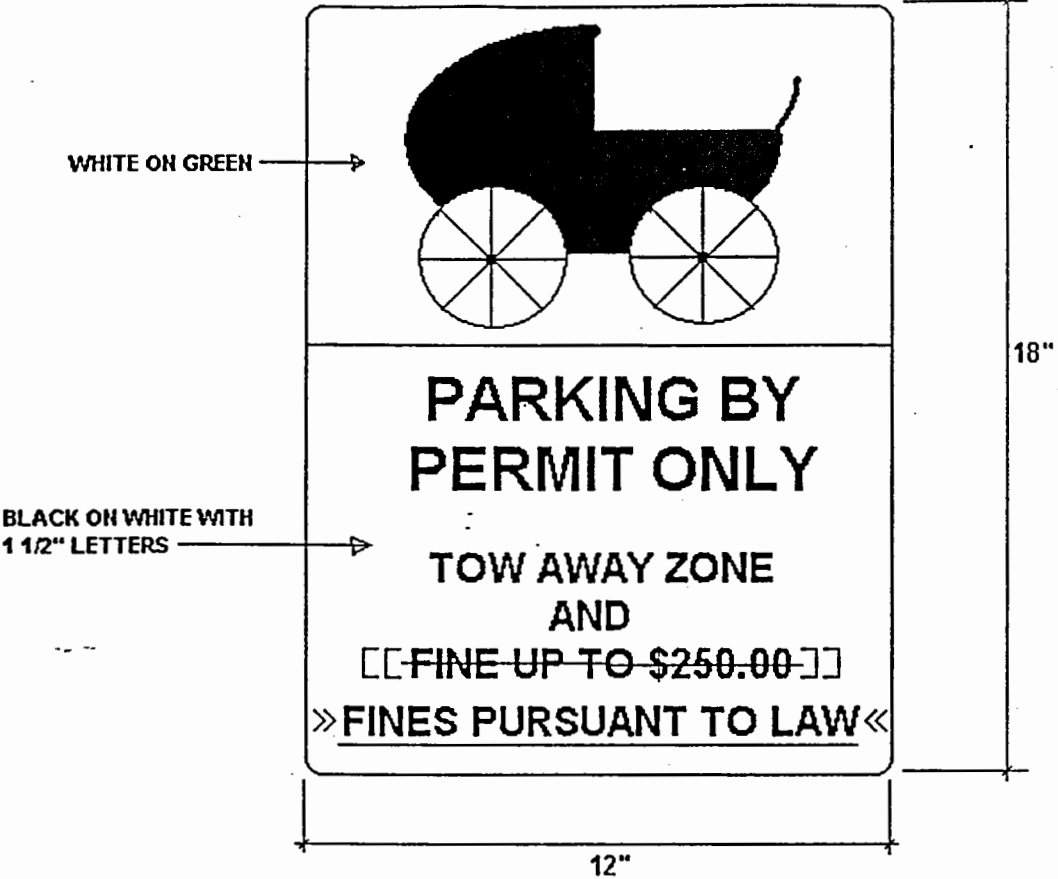 WHITE ON GREEN
18"
PARKING BY
PERMIT ONLY
BLACK ON WHITE WITH
1 1/2" LETTERS
TOW AWAY ZONE
AND
[[FINE UP TO $250.00]]
>>FINES PURSUANT TO LAW<<
12"